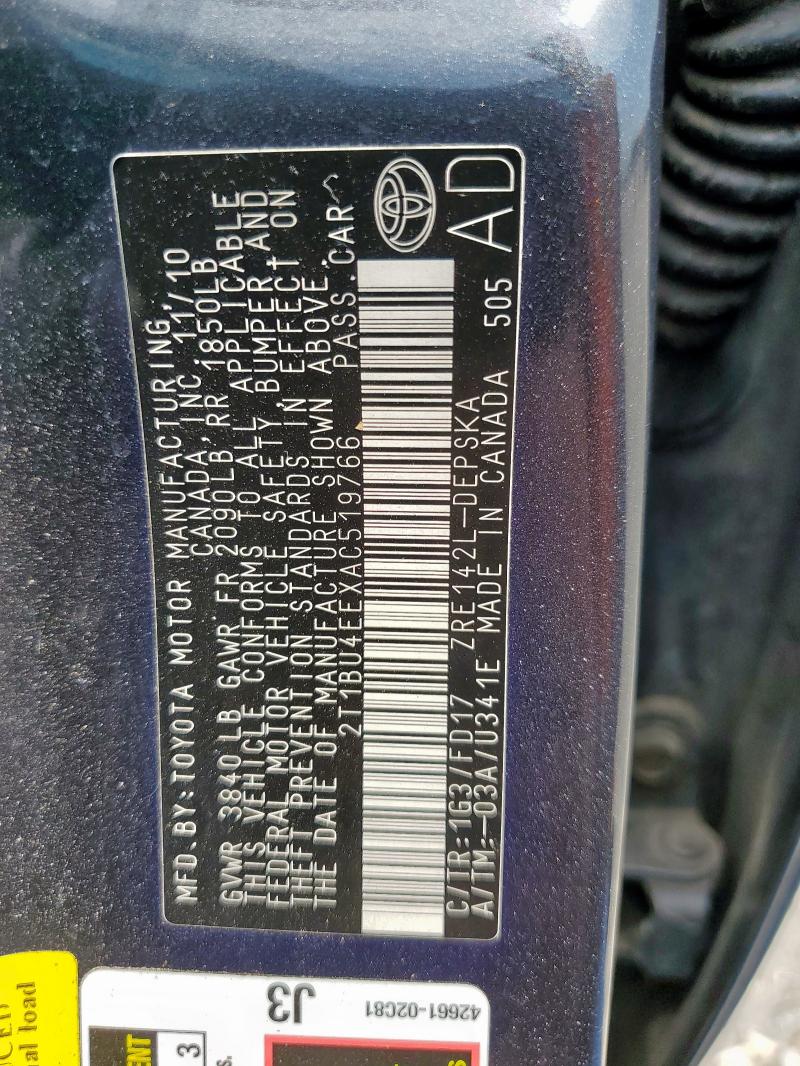 MFD.BY:TOYOTA MOTOR MANUFACTURING,
CANADA, INC 11/10
GVWR 3840LB GAWR FR 2090LB,RR 1850LB
THIS VEHICLE CONFORMS TO ALL APPLICABLE
FEDERAL MOTOR VEHICLE SAFETY, BUMPER AND
THEFT PREVENTION STANDARDS IN EFFECT ON
THE DATE OF MANUFACTURE SHOWN ABOVE.
2T1BU4EEXAC519766 PASS.CAR
C/TR:1G3/FD17 ZRE142L-DEPSKA
A/TM:-03A/U341E MADE IN CANADA 505
AD
J3
42661-02C81
3
nal load